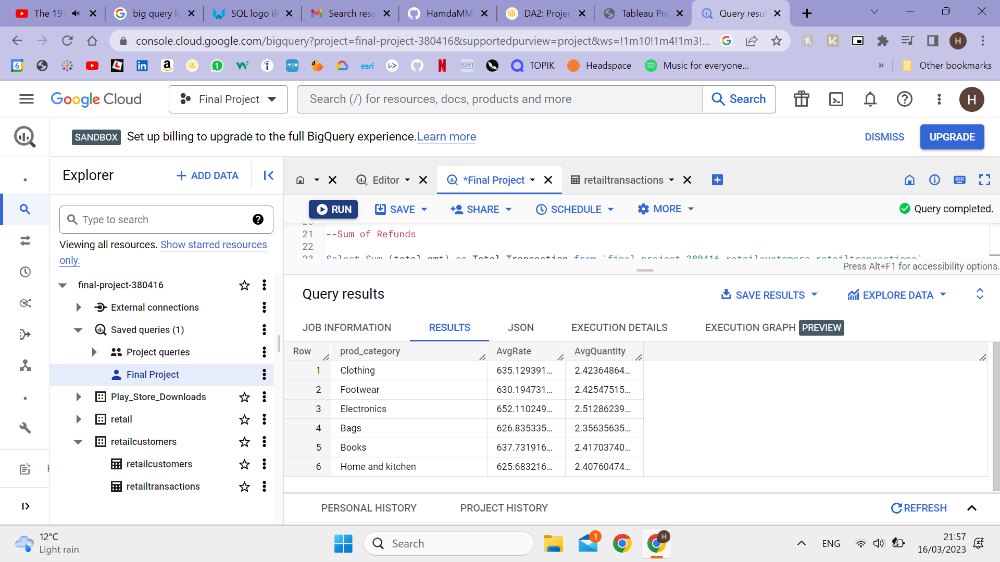 The 197
big query lo
SQL logo ill
Search resu
HamdaMM
DA2: Projec
Tableau Pro
Query resul
console.cloud.google.com/bigquery?project=final-project-380416&supportedpurview=project&ws=!1m10!1m4!1m3!...
H
6
1
esri
TOPIK
Headspace
Music for everyone...
»
Other bookmarks
Google Cloud
Final Project
Search (/) for resources, docs, products and more
Search
H
SANDBOX
Set up billing to upgrade to the full BigQuery experience. Learn more
DISMISS
UPGRADE
Explorer
+ ADD DATA
Editor
*Final Project
retailtransactions
RUN
SAVE
SHARE
SCHEDULE
MORE
Query completed.
Type to search
Viewing all resources. Show starred resources
only.
21 --Sum of Refunds
22
23 Select Sum (total_amt) as Total_Transaction from `final-project-380416.retailcustomers.retailtransactions`
Press Alt+F1 for accessibility options.
final-project-380416
External connections
Saved queries (1)
Project queries
Final Project
Play_Store_Downloads
retail
retailcustomers
retailcustomers
retailtransactions
Query results
SAVE RESULTS
EXPLORE DATA
JOB INFORMATION
RESULTS
JSON
EXECUTION DETAILS
EXECUTION GRAPH PREVIEW
Row prod_category AvgRate AvgQuantity
1 Clothing 635.129391... 2.42364864...
2 Footwear 630.194731... 2.42547515...
3 Electronics 652.110249... 2.51286239...
4 Bags 626.835335... 2.35635635...
5 Books 637.731916... 2.41703740...
6 Home and kitchen 625.683216... 2.40760474...
PERSONAL HISTORY
PROJECT HISTORY
REFRESH
12°C
Light rain
Search
1
H
ENG
21:57
16/03/2023